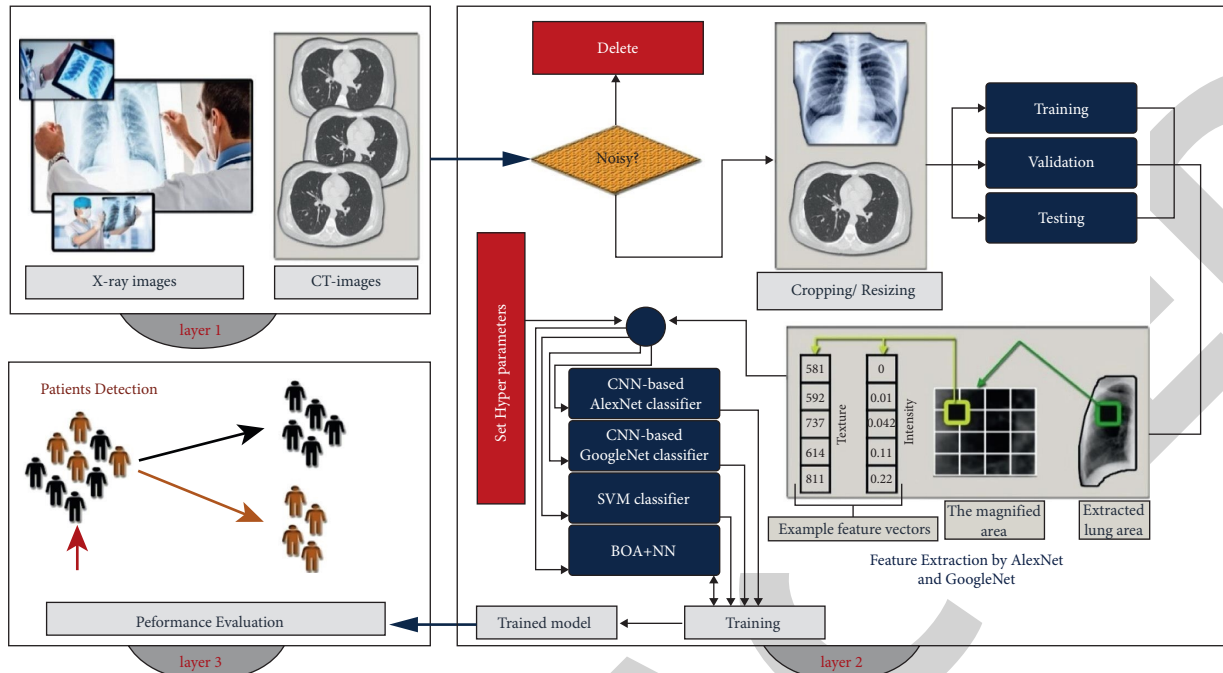 X-ray images
CT-images
layer 1
Delete
Noisy?
Cropping/ Resizing
Training
Validation
Testing
Set Hyper parameters
CNN-based
AlexNet classifier
CNN-based
GoogleNet classifier
SVM classifier
BOA+NN
581
592
737
614
811
Texture
0
0.01
0.042
0.11
0.22
Intensity
Example feature vectors
The magnified
area
Extracted
lung area
Feature Extraction by AlexNet
and GoogleNet
Training
Trained model
layer 2
Patients Detection
Peformance Evaluation
layer 3